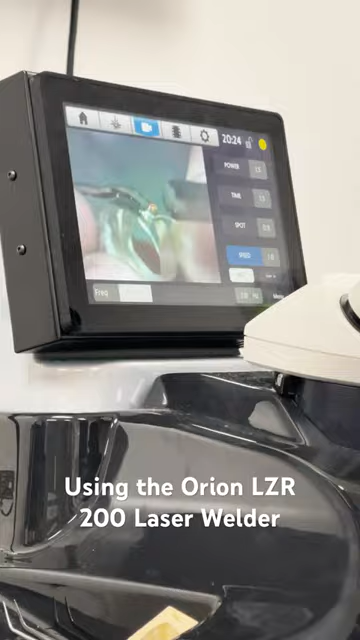 20:24
POWER
TIME
SPOT
SPEED
Freq
Using the Orion LZR
200 Laser Welder